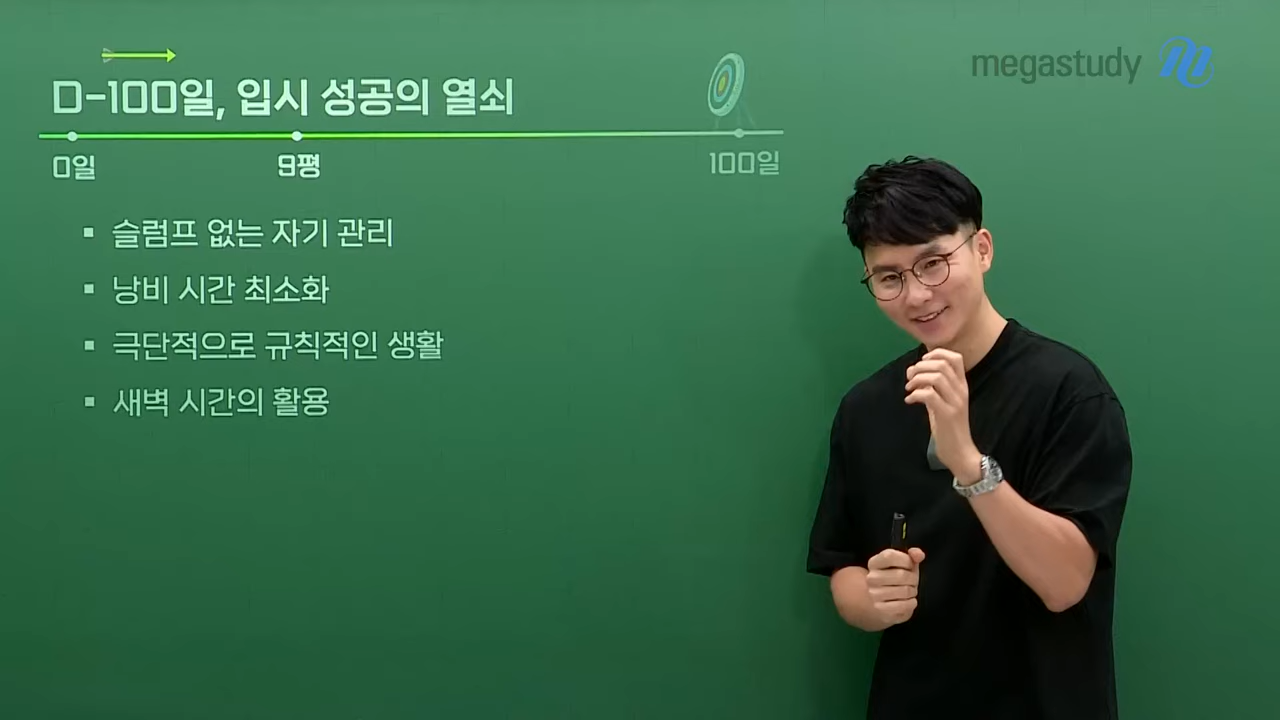 megastudy
D-100일, 입시 성공의 열쇠
0일
9평
100일
슬럼프 없는 자기 관리
낭비 시간 최소화
극단적으로 규칙적인 생활
새벽 시간의 활용